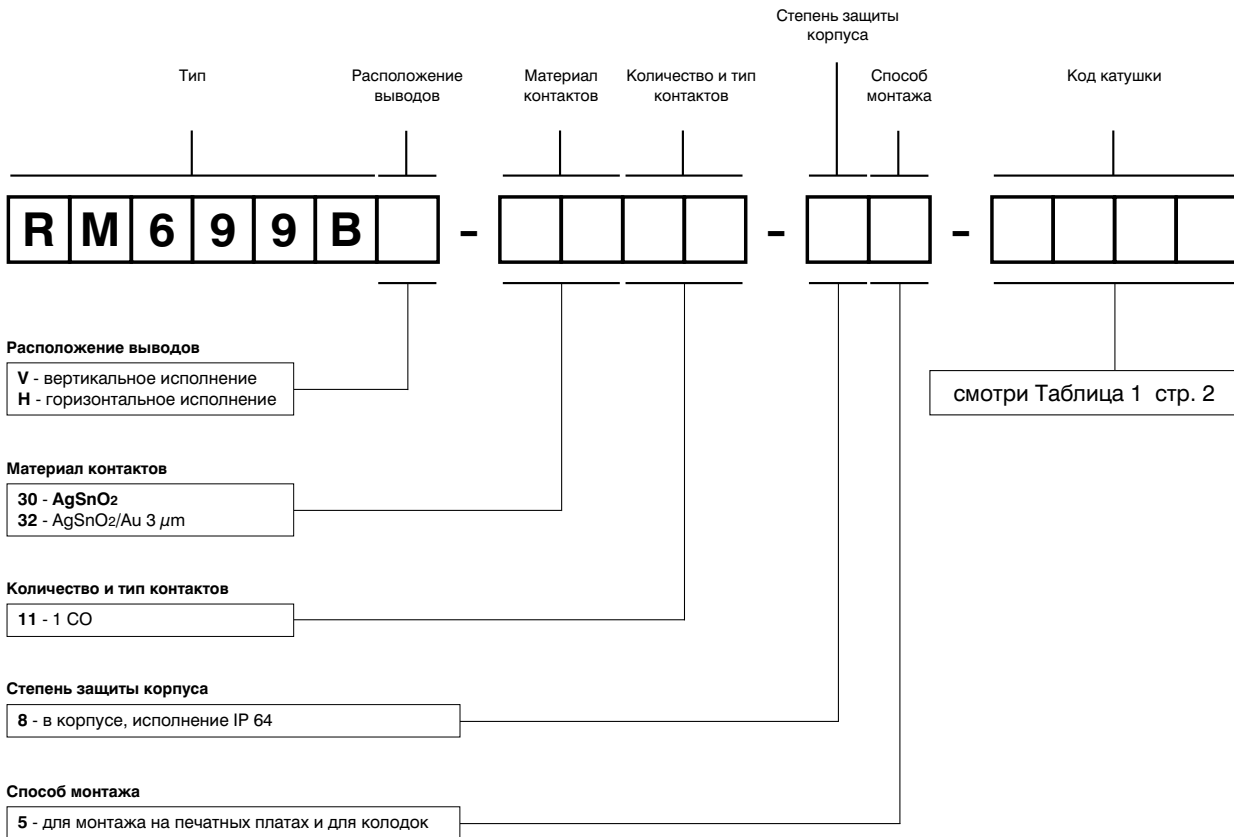 Степень защиты
корпуса
Тип
Расположение
выводов
Материал
контактов
Количество и тип
контактов
Способ
монтажа
Код катушки
RM699B - - -
Расположение выводов
V - вертикальное исполнение
H - горизонтальное исполнение
смотри Таблица 1 стр. 2
Материал контактов
30 - AgSnO2
32 - AgSnO2/Au 3 µm
Количество и тип контактов
11 - 1 CO
Степень защиты корпуса
8 - в корпусе, исполнение IP 64
Способ монтажа
5 - для монтажа на печатных платах и для колодок